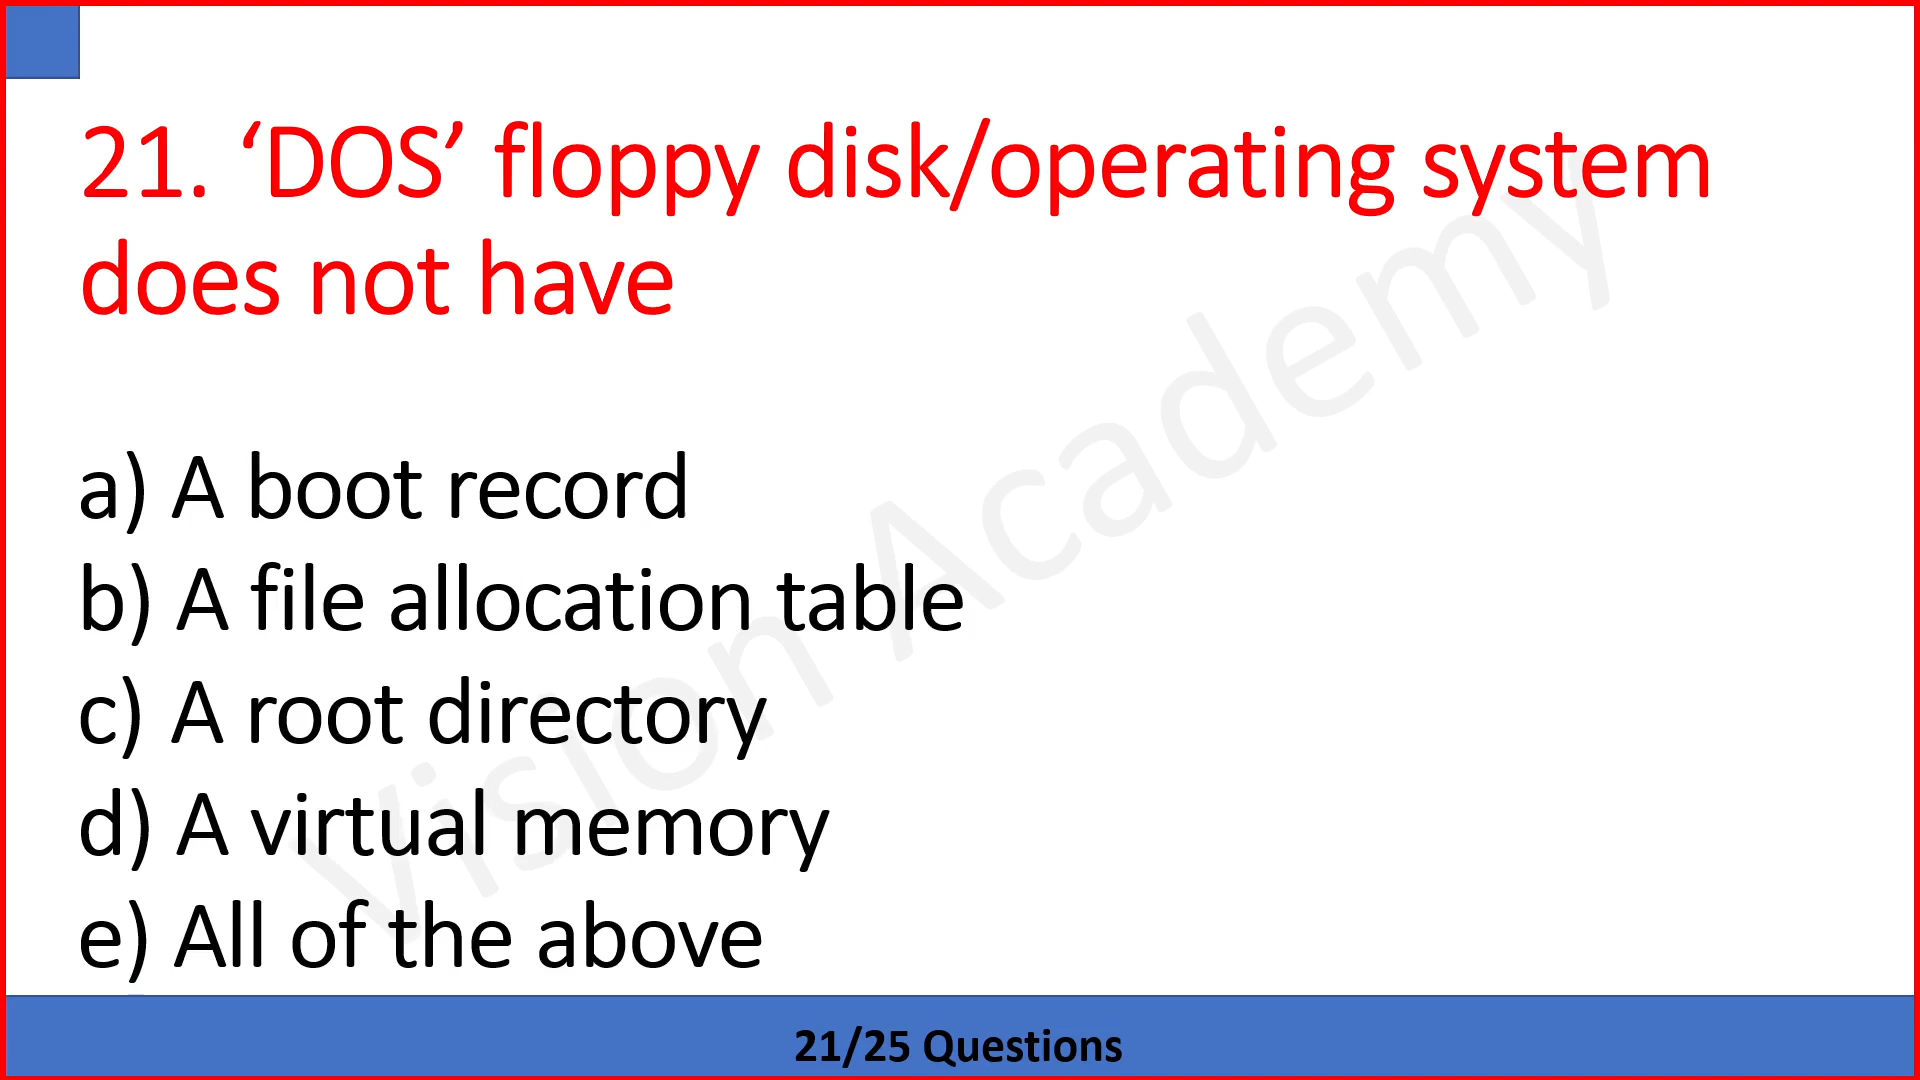 21. ‘DOS’ floppy disk/operating system
does not have
a) A boot record
b) A file allocation table
c) A root directory
d) A virtual memory
e) All of the above
Vision Academy
21/25 Questions